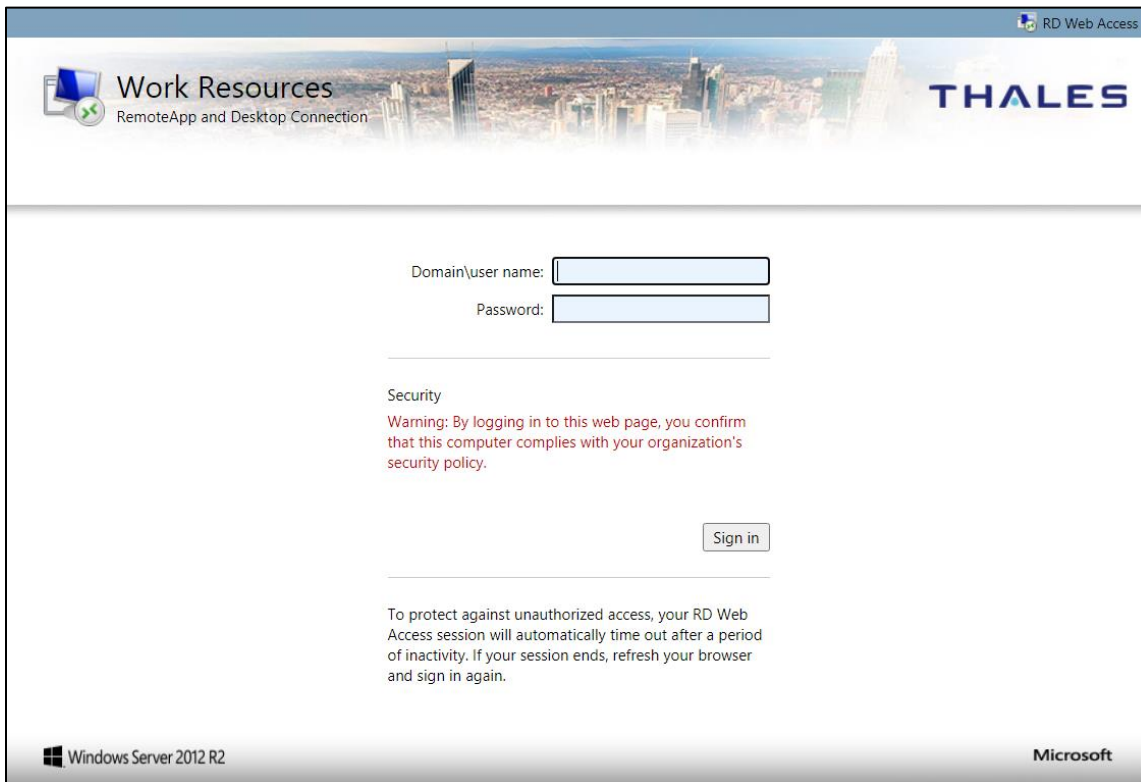 RD Web Access
Work Resources
RemoteApp and Desktop Connection
THALES
Domain\user name:
Password:
Security
Warning: By logging in to this web page, you confirm
that this computer complies with your organization's
security policy.
Sign in
To protect against unauthorized access, your RD Web
Access session will automatically time out after a period
of inactivity. If your session ends, refresh your browser
and sign in again.
Windows Server 2012 R2
Microsoft